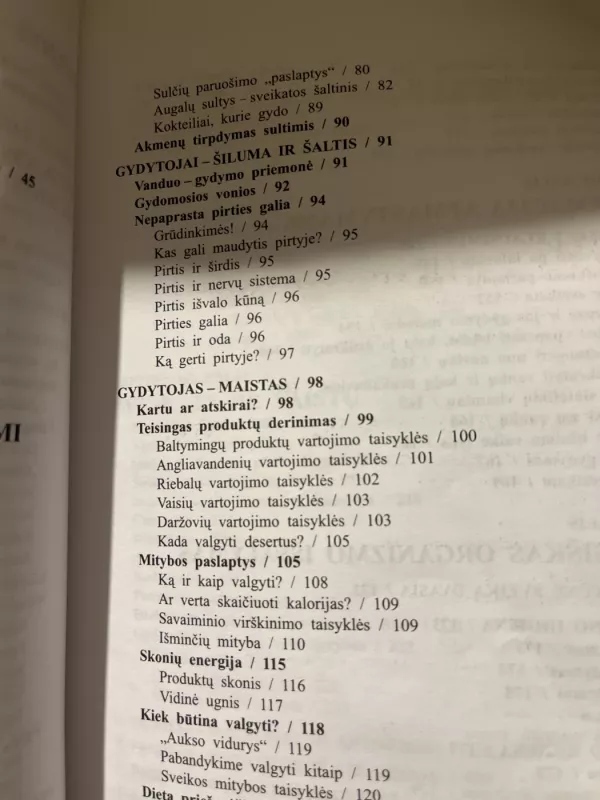 / 45
MI
Sulčių paruošimo „paslaptys“ / 80
Augalų sultys – sveikatos šaltinis / 82
Kokteiliai, kurie gydo / 89
Akmenų tirpdymas sultimis / 90
GYDYTOJAI – ŠILUMA IR ŠALTIS / 91
Vanduo – gydymo priemonė / 91
Gydomosios vonios / 92
Nepaprasta pirties galia / 94
Grūdinkimės! / 94
Kas gali maudytis pirtyje? / 95
Pirtis ir širdis / 95
Pirtis ir nervų sistema / 95
Pirtis išvalo kūną / 96
Pirties galia / 96
Pirtis ir oda / 96
Ką gerti pirtyje? / 97
GYDYTOJAS – MAISTAS / 98
Kartu ar atskirai? / 98
Teisingas produktų derinimas / 99
Baltymingų produktų vartojimo taisyklės / 100
Angliavandenių vartojimo taisyklės / 101
Riebalų vartojimo taisyklės / 102
Vaisių vartojimo taisyklės / 103
Daržovių vartojimo taisyklės / 103
Kada valgyti desertus? / 105
Mitybos paslaptys / 105
Ką ir kaip valgyti? / 108
Ar verta skaičiuoti kalorijas? / 109
Savaiminio virškinimo taisyklės / 109
Išminčių mityba / 110
Skonių energija / 115
Produktų skonis / 116
Vidinė ugnis / 117
Kiek būtina valgyti? / 118
„Aukso vidurys“ / 119
Pabandykime valgyti kitaip / 119
Sveikos mitybos taisyklės / 120
Dieta